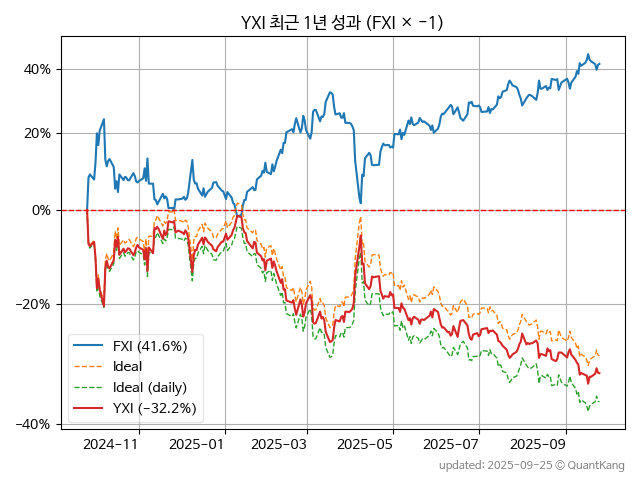 YXI 최근 1년 성과 (FXI × −1)
40%
20%
0%
−20%
−40%
FXI (41.6%)
Ideal
Ideal (daily)
YXI (−32.2%)
2024-11
2025-01
2025-03
2025-05
2025-07
2025-09
updated: 2025-09-25 © QuantKang